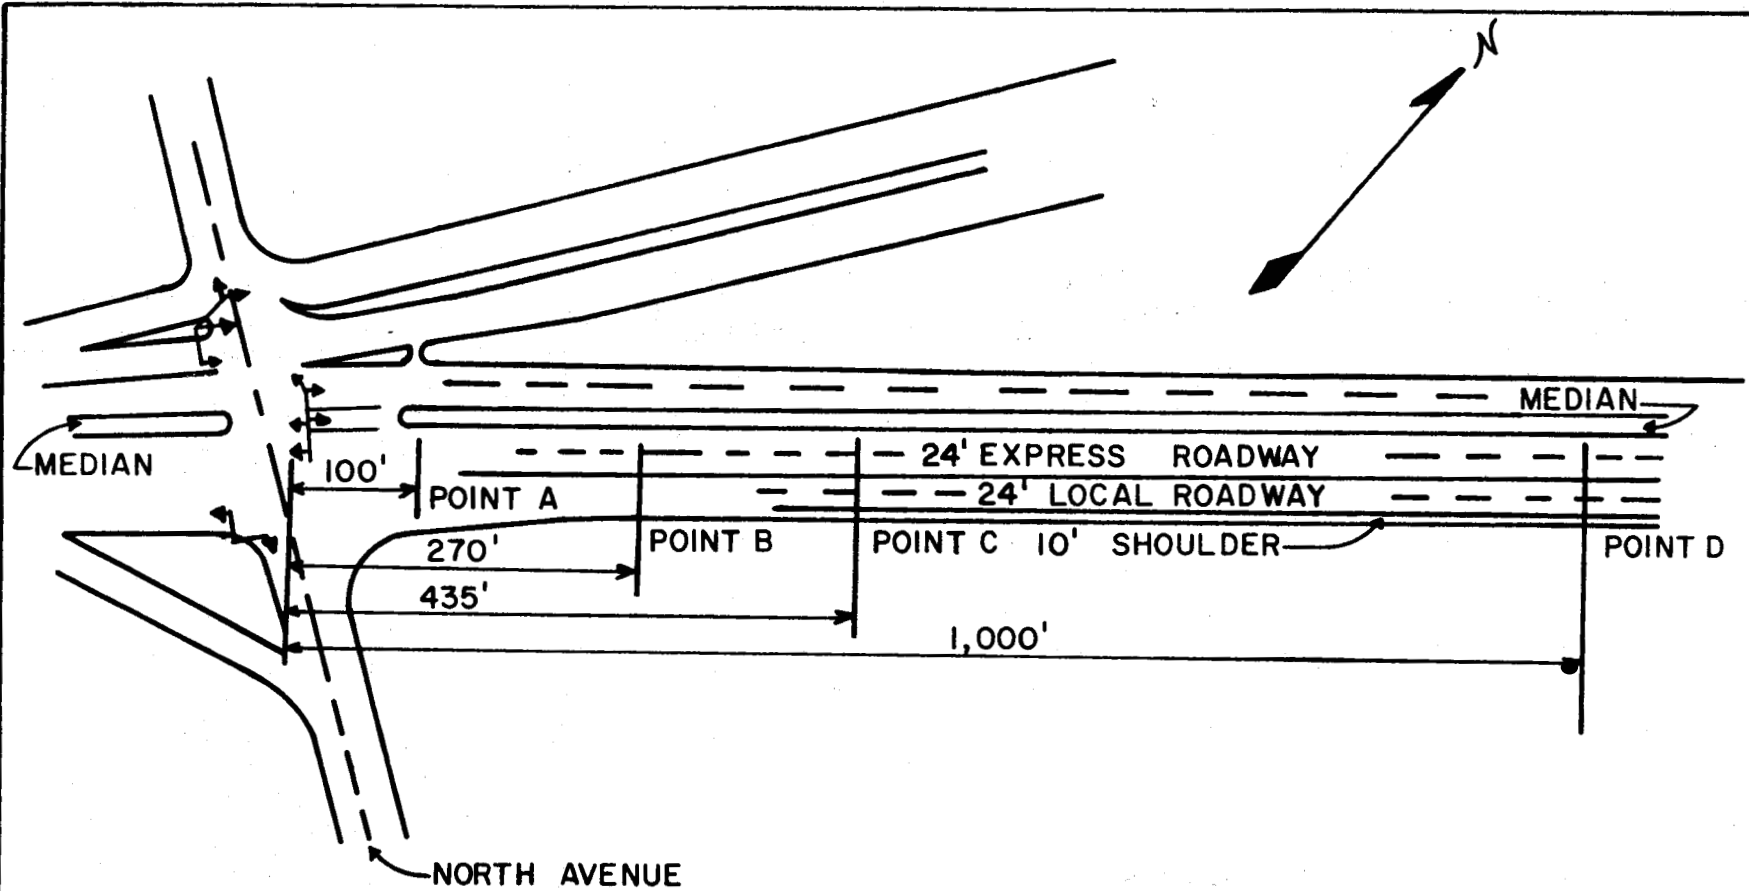 N
MEDIAN
MEDIAN
24' EXPRESS ROADWAY
100'
POINT A
24' LOCAL ROADWAY
270'
POINT B
POINT C
10' SHOULDER
POINT D
435'
1,000'
NORTH AVENUE